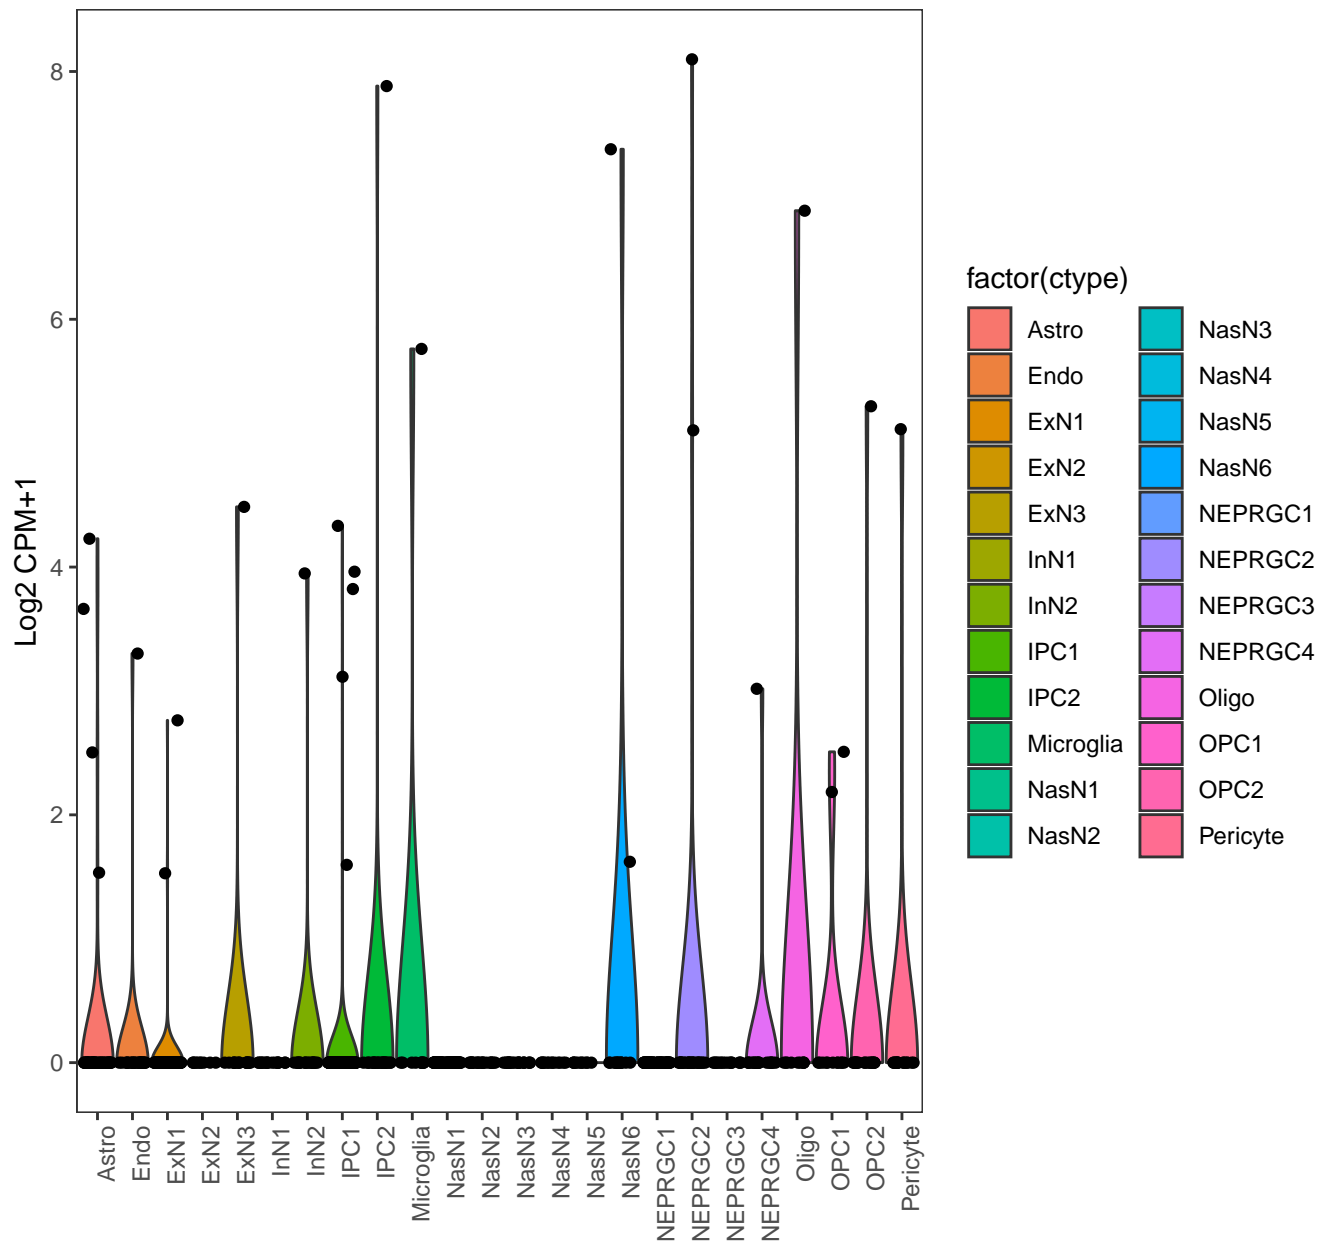 8
6
4
2
0
Log2 CPM+1
Astro
Endo
ExN1
ExN2
ExN3
InN1
InN2
IPC1
IPC2
Microglia
NasN1
NasN2
NasN3
NasN4
NasN5
NasN6
NEPRGC1
NEPRGC2
NEPRGC3
NEPRGC4
Oligo
OPC1
OPC2
Pericyte
factor(ctype)
Astro
Endo
ExN1
ExN2
ExN3
InN1
InN2
IPC1
IPC2
Microglia
NasN1
NasN2
NasN3
NasN4
NasN5
NasN6
NEPRGC1
NEPRGC2
NEPRGC3
NEPRGC4
Oligo
OPC1
OPC2
Pericyte